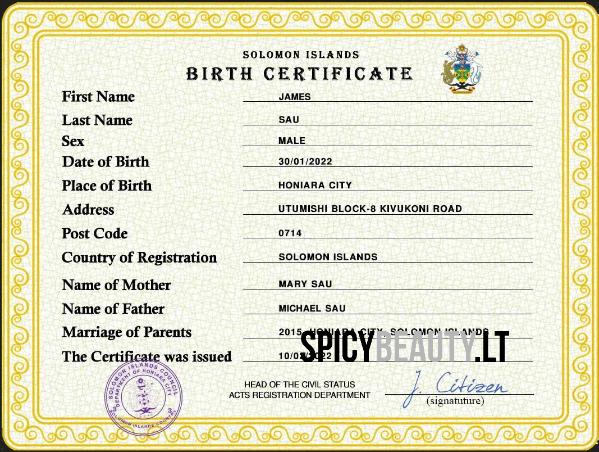 SOLOMON ISLANDS
BIRTH CERTIFICATE
First Name JAMES
Last Name SAU
Sex MALE
Date of Birth 30/01/2022
Place of Birth HONIARA CITY
Address UTUMISHI BLOCK-8 KIVUKONI ROAD
Post Code 0714
Country of Registration SOLOMON ISLANDS
Name of Mother MARY SAU
Name of Father MICHAEL SAU
Marriage of Parents 2015, HONIARA CITY, SOLOMON ISLANDS
SPICYBEAUTY.LT
The Certificate was issued
SOLOMON ISLANDS COUNCIL
DEPARTMENT OF HONIARA CITY
HEAD OF THE CIVIL STATUS
ACTS REGISTRATION DEPARTMENT
J. Citizen
(signatuture)